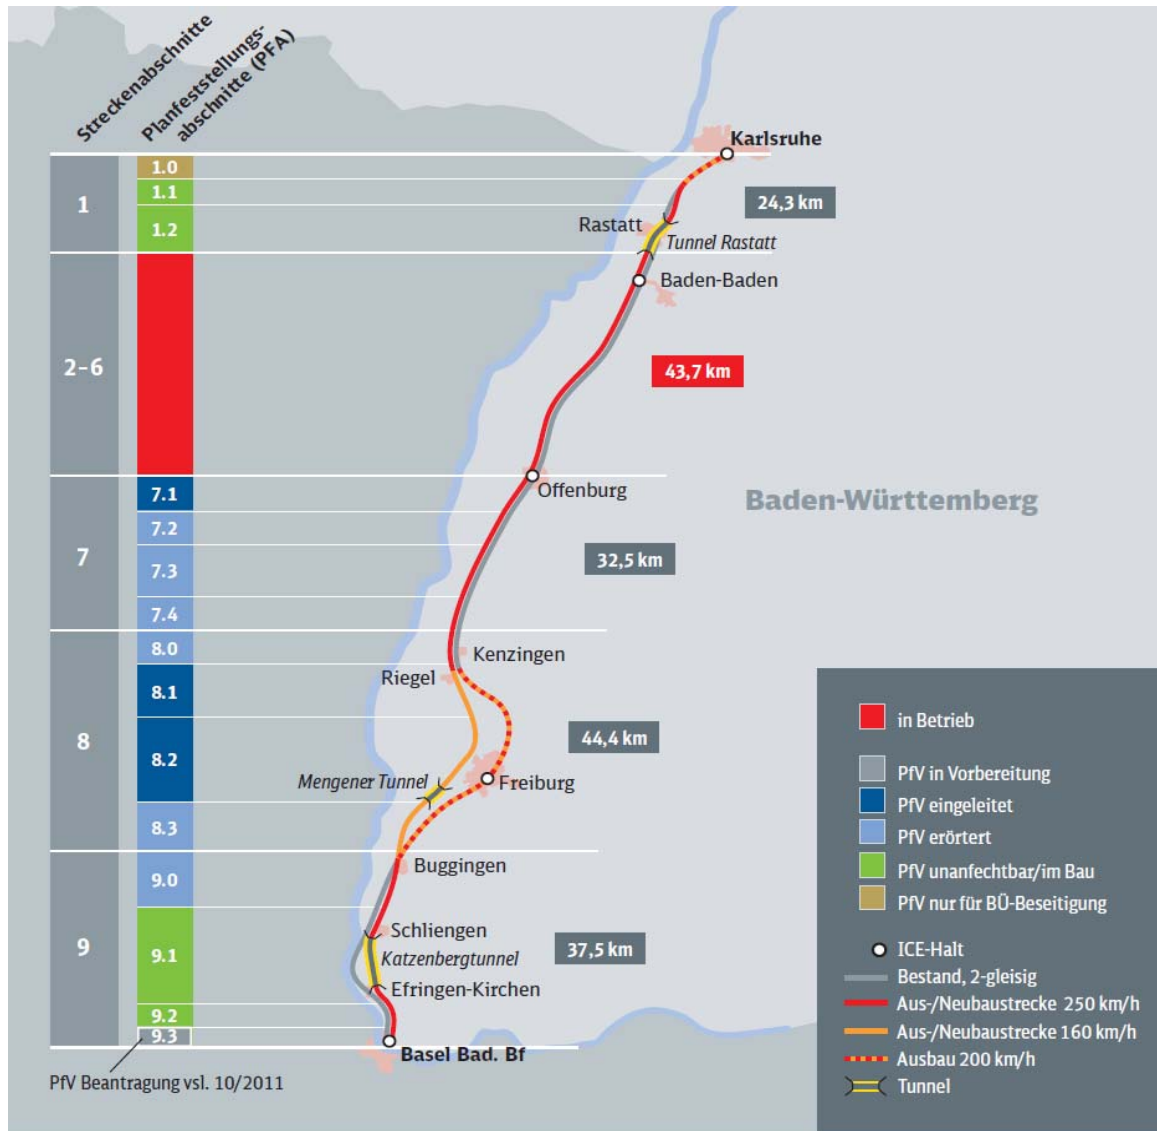 Streckenabschnitte
Planfeststellungs-
abschnitte (PFA)
1
2-6
7
8
9
1.0
1.1
1.2
7.1
7.2
7.3
7.4
8.0
8.1
8.2
8.3
9.0
9.1
9.2
9.3
PfV Beantragung vsl. 10/2011
Karlsruhe
24,3 km
Rastatt
Tunnel Rastatt
Baden-Baden
43,7 km
Offenburg
Baden-Württemberg
32,5 km
Kenzingen
Riegel
44,4 km
Mengener Tunnel
Freiburg
Buggingen
Schliengen
37,5 km
Katzenbergtunnel
Efringen-Kirchen
Basel Bad. Bf
in Betrieb
PfV in Vorbereitung
PfV eingeleitet
PfV erörtert
PfV unanfechtbar/im Bau
PfV nur für BÜ-Beseitigung
ICE-Halt
Bestand, 2-gleisig
Aus-/Neubaustrecke 250 km/h
Aus-/Neubaustrecke 160 km/h
Ausbau 200 km/h
Tunnel